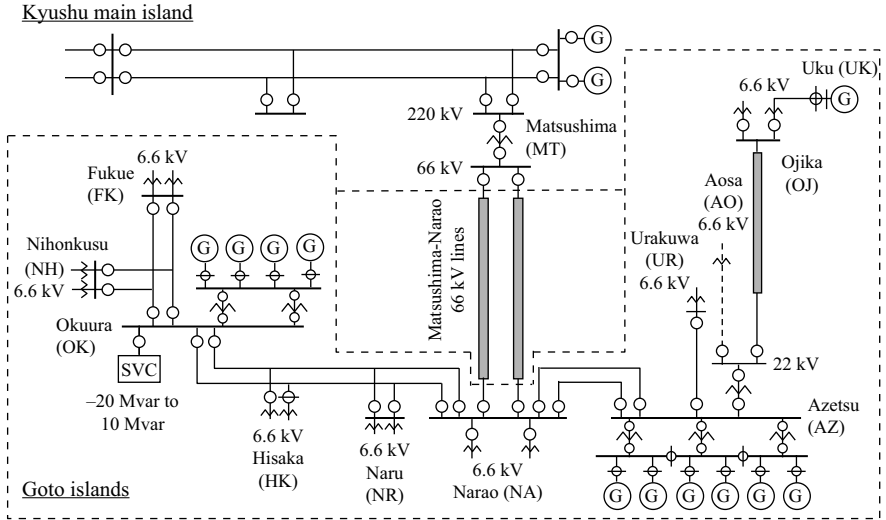 Kyushu main island
G
G
Uku (UK)
6.6 kV
G
220 kV
Matsushima
(MT)
66 kV
Ojika
(OJ)
Fukue
(FK)
6.6 kV
Aosa
(AO)
6.6 kV
Nihonkusu
(NH)
6.6 kV
G G G G
Matsushima-Narao
66 kV lines
Urakuwa
(UR)
6.6 kV
Okuura
(OK)
SVC
–20 Mvar to
10 Mvar
22 kV
Azetsu
(AZ)
6.6 kV
Hisaka
(HK)
6.6 kV
Naru
(NR)
6.6 kV
Narao (NA)
G G G G G G
Goto islands